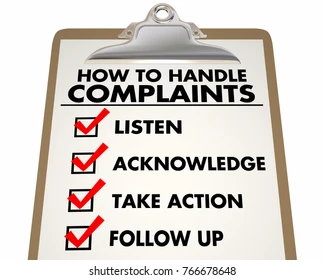 HOW TO HANDLE
COMPLAINTS
LISTEN
ACKNOWLEDGE
TAKE ACTION
FOLLOW UP
shutterstock.com · 766678648